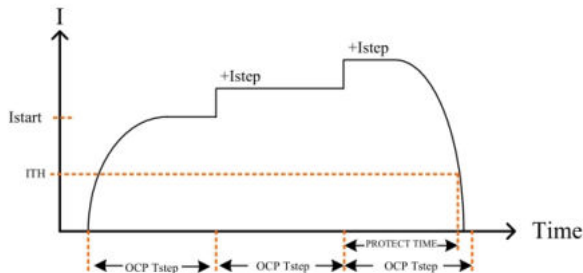 I
+Istep
+Istep
Istart
ITH
Time
PROTECT TIME
OCP Tstep
OCP Tstep
OCP Tstep